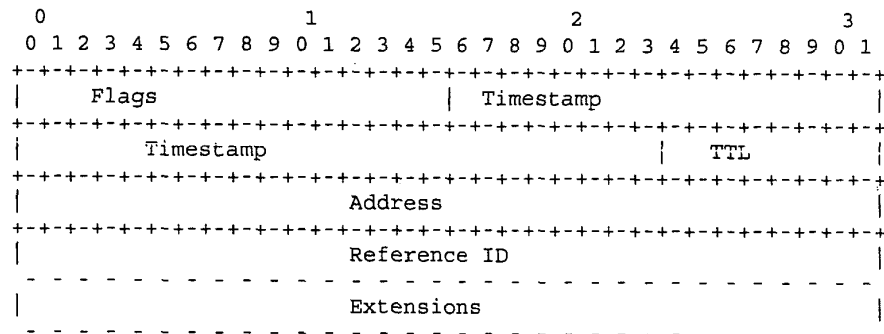 0                   1                   2                   3
0 1 2 3 4 5 6 7 8 9 0 1 2 3 4 5 6 7 8 9 0 1 2 3 4 5 6 7 8 9 0 1
+-+-+-+-+-+-+-+-+-+-+-+-+-+-+-+-+-+-+-+-+-+-+-+-+-+-+-+-+-+-+-+-+
|     Flags                     |  Timestamp                    |
+-+-+-+-+-+-+-+-+-+-+-+-+-+-+-+-+-+-+-+-+-+-+-+-+-+-+-+-+-+-+-+-+
|         Timestamp                             |   TTL         |
+-+-+-+-+-+-+-+-+-+-+-+-+-+-+-+-+-+-+-+-+-+-+-+-+-+-+-+-+-+-+-+-+
|                        Address                                |
+-+-+-+-+-+-+-+-+-+-+-+-+-+-+-+-+-+-+-+-+-+-+-+-+-+-+-+-+-+-+-+-+
|                        Reference ID                           |
- - - - - - - - - - - - - - - - - - - - - - - - - - - - - - - -
|                        Extensions                             |
- - - - - - - - - - - - - - - - - - - - - - - - - - - - - - - -